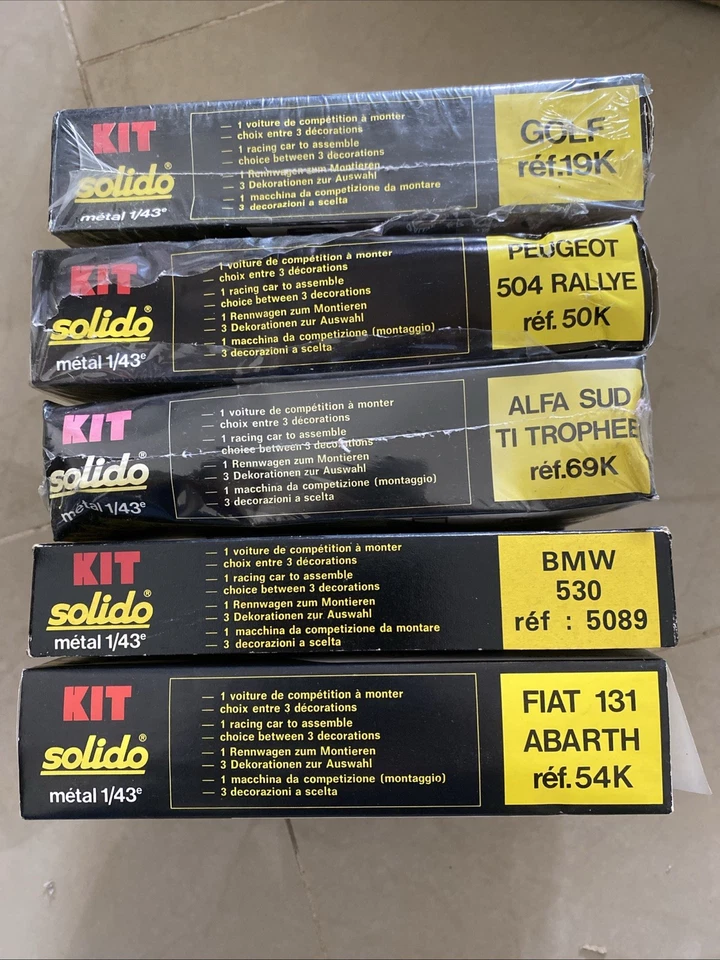 KIT
solido®
métal 1/43e
— 1 voiture de compétition à monter
— choix entre 3 décorations
— 1 racing car to assemble
— choice between 3 decorations
— 1 Rennwagen zum Montieren
— 3 Dekorationen zur Auswahl
— 1 macchina da competizione da montare
— 3 decorazioni a scelta
GOLF
réf.19K
KIT
solido®
métal 1/43e
— 1 voiture de compétition à monter
— choix entre 3 décorations
— 1 racing car to assemble
— choice between 3 decorations
— 1 Rennwagen zum Montieren
— 3 Dekorationen zur Auswahl
— 1 macchina da competizione (montaggio)
— 3 decorazioni a scelta
PEUGEOT
504 RALLYE
réf. 50K
KIT
solido®
métal 1/43e
— 1 voiture de compétition à monter
— choix entre 3 décorations
— 1 racing car to assemble
— choice between 3 decorations
— 1 Rennwagen zum Montieren
— 3 Dekorationen zur Auswahl
— 1 macchina da competizione (montaggio)
— 3 decorazioni a scelta
ALFA SUD
TI TROPHEE
réf.69K
KIT
solido®
métal 1/43e
— 1 voiture de compétition à monter
— choix entre 3 décorations
— 1 racing car to assemble
— choice between 3 decorations
— 1 Rennwagen zum Montieren
— 3 Dekorationen zur Auswahl
— 1 macchina da competizione da montare
— 3 decorazioni a scelta
BMW
530
réf : 5089
KIT
solido®
métal 1/43e
— 1 voiture de compétition à monter
— choix entre 3 décorations
— 1 racing car to assemble
— choice between 3 decorations
— 1 Rennwagen zum Montieren
— 3 Dekorationen zur Auswahl
— 1 macchina da competizione (montaggio)
— 3 decorazioni a scelta
FIAT 131
ABARTH
réf.54K